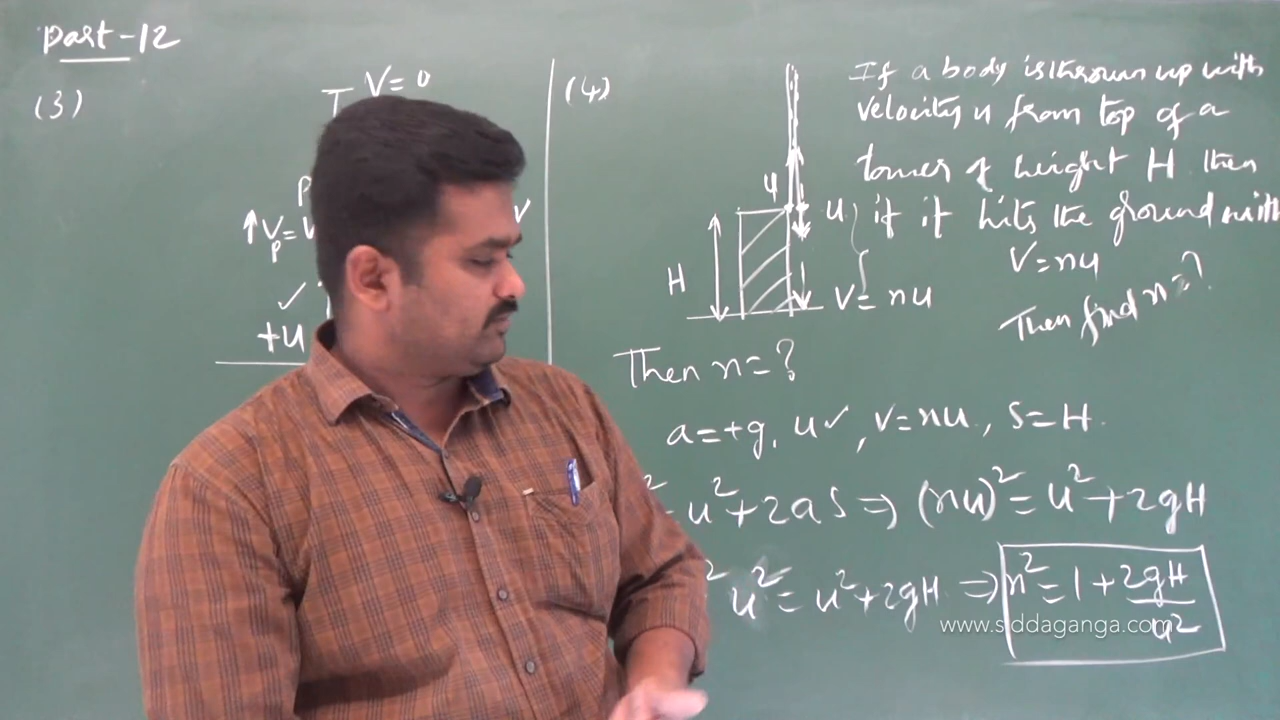 Part-12
(3)
V=0
(4)
If a body is thrown up with
velocity u from top of a
tower of height H then
if it hits the ground with
V=nu
Then find n=?
u
u
H
V=nu
+u
Then n=?
a=+g, u✓, v=nu, s=H.
= u²+2as ⇒ (nu)²= u²+2gH
² u²= u²+2gH ⇒ n²=1+2gH/u²
www.siddaganga.com